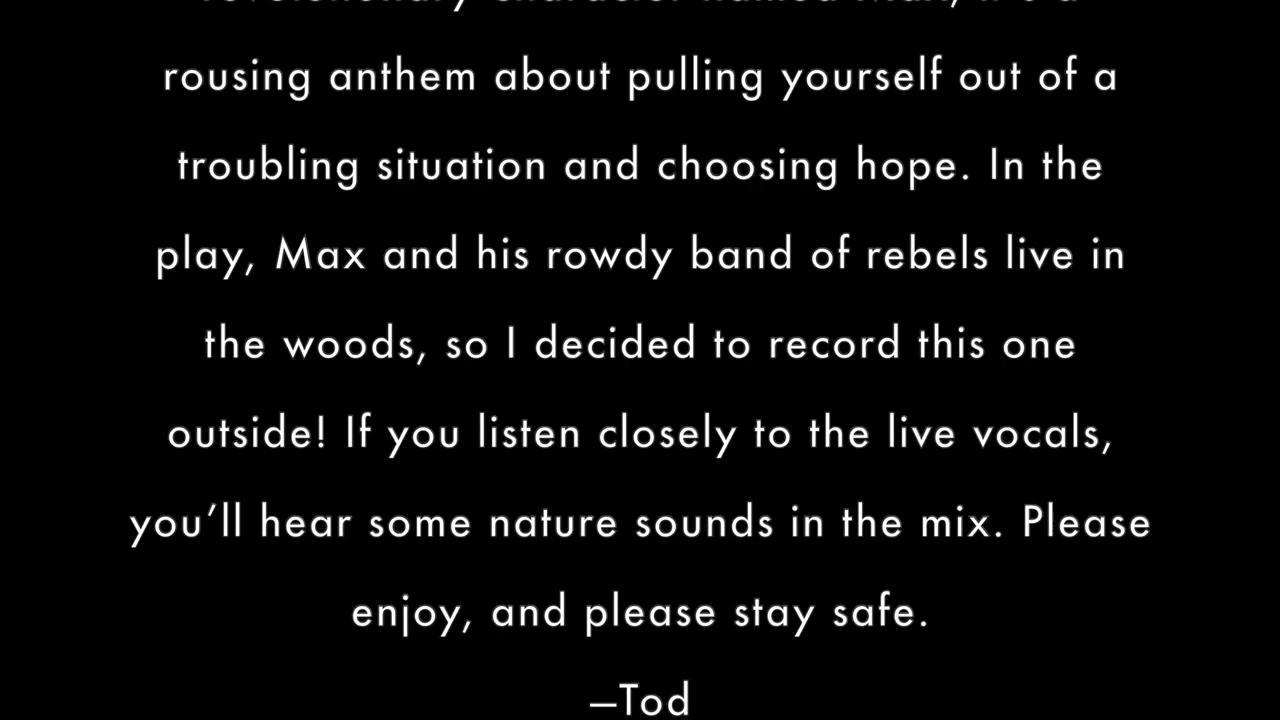 rousing anthem about pulling yourself out of a
troubling situation and choosing hope. In the
play, Max and his rowdy band of rebels live in
the woods, so I decided to record this one
outside! If you listen closely to the live vocals,
you’ll hear some nature sounds in the mix. Please
enjoy, and please stay safe.
—Tod